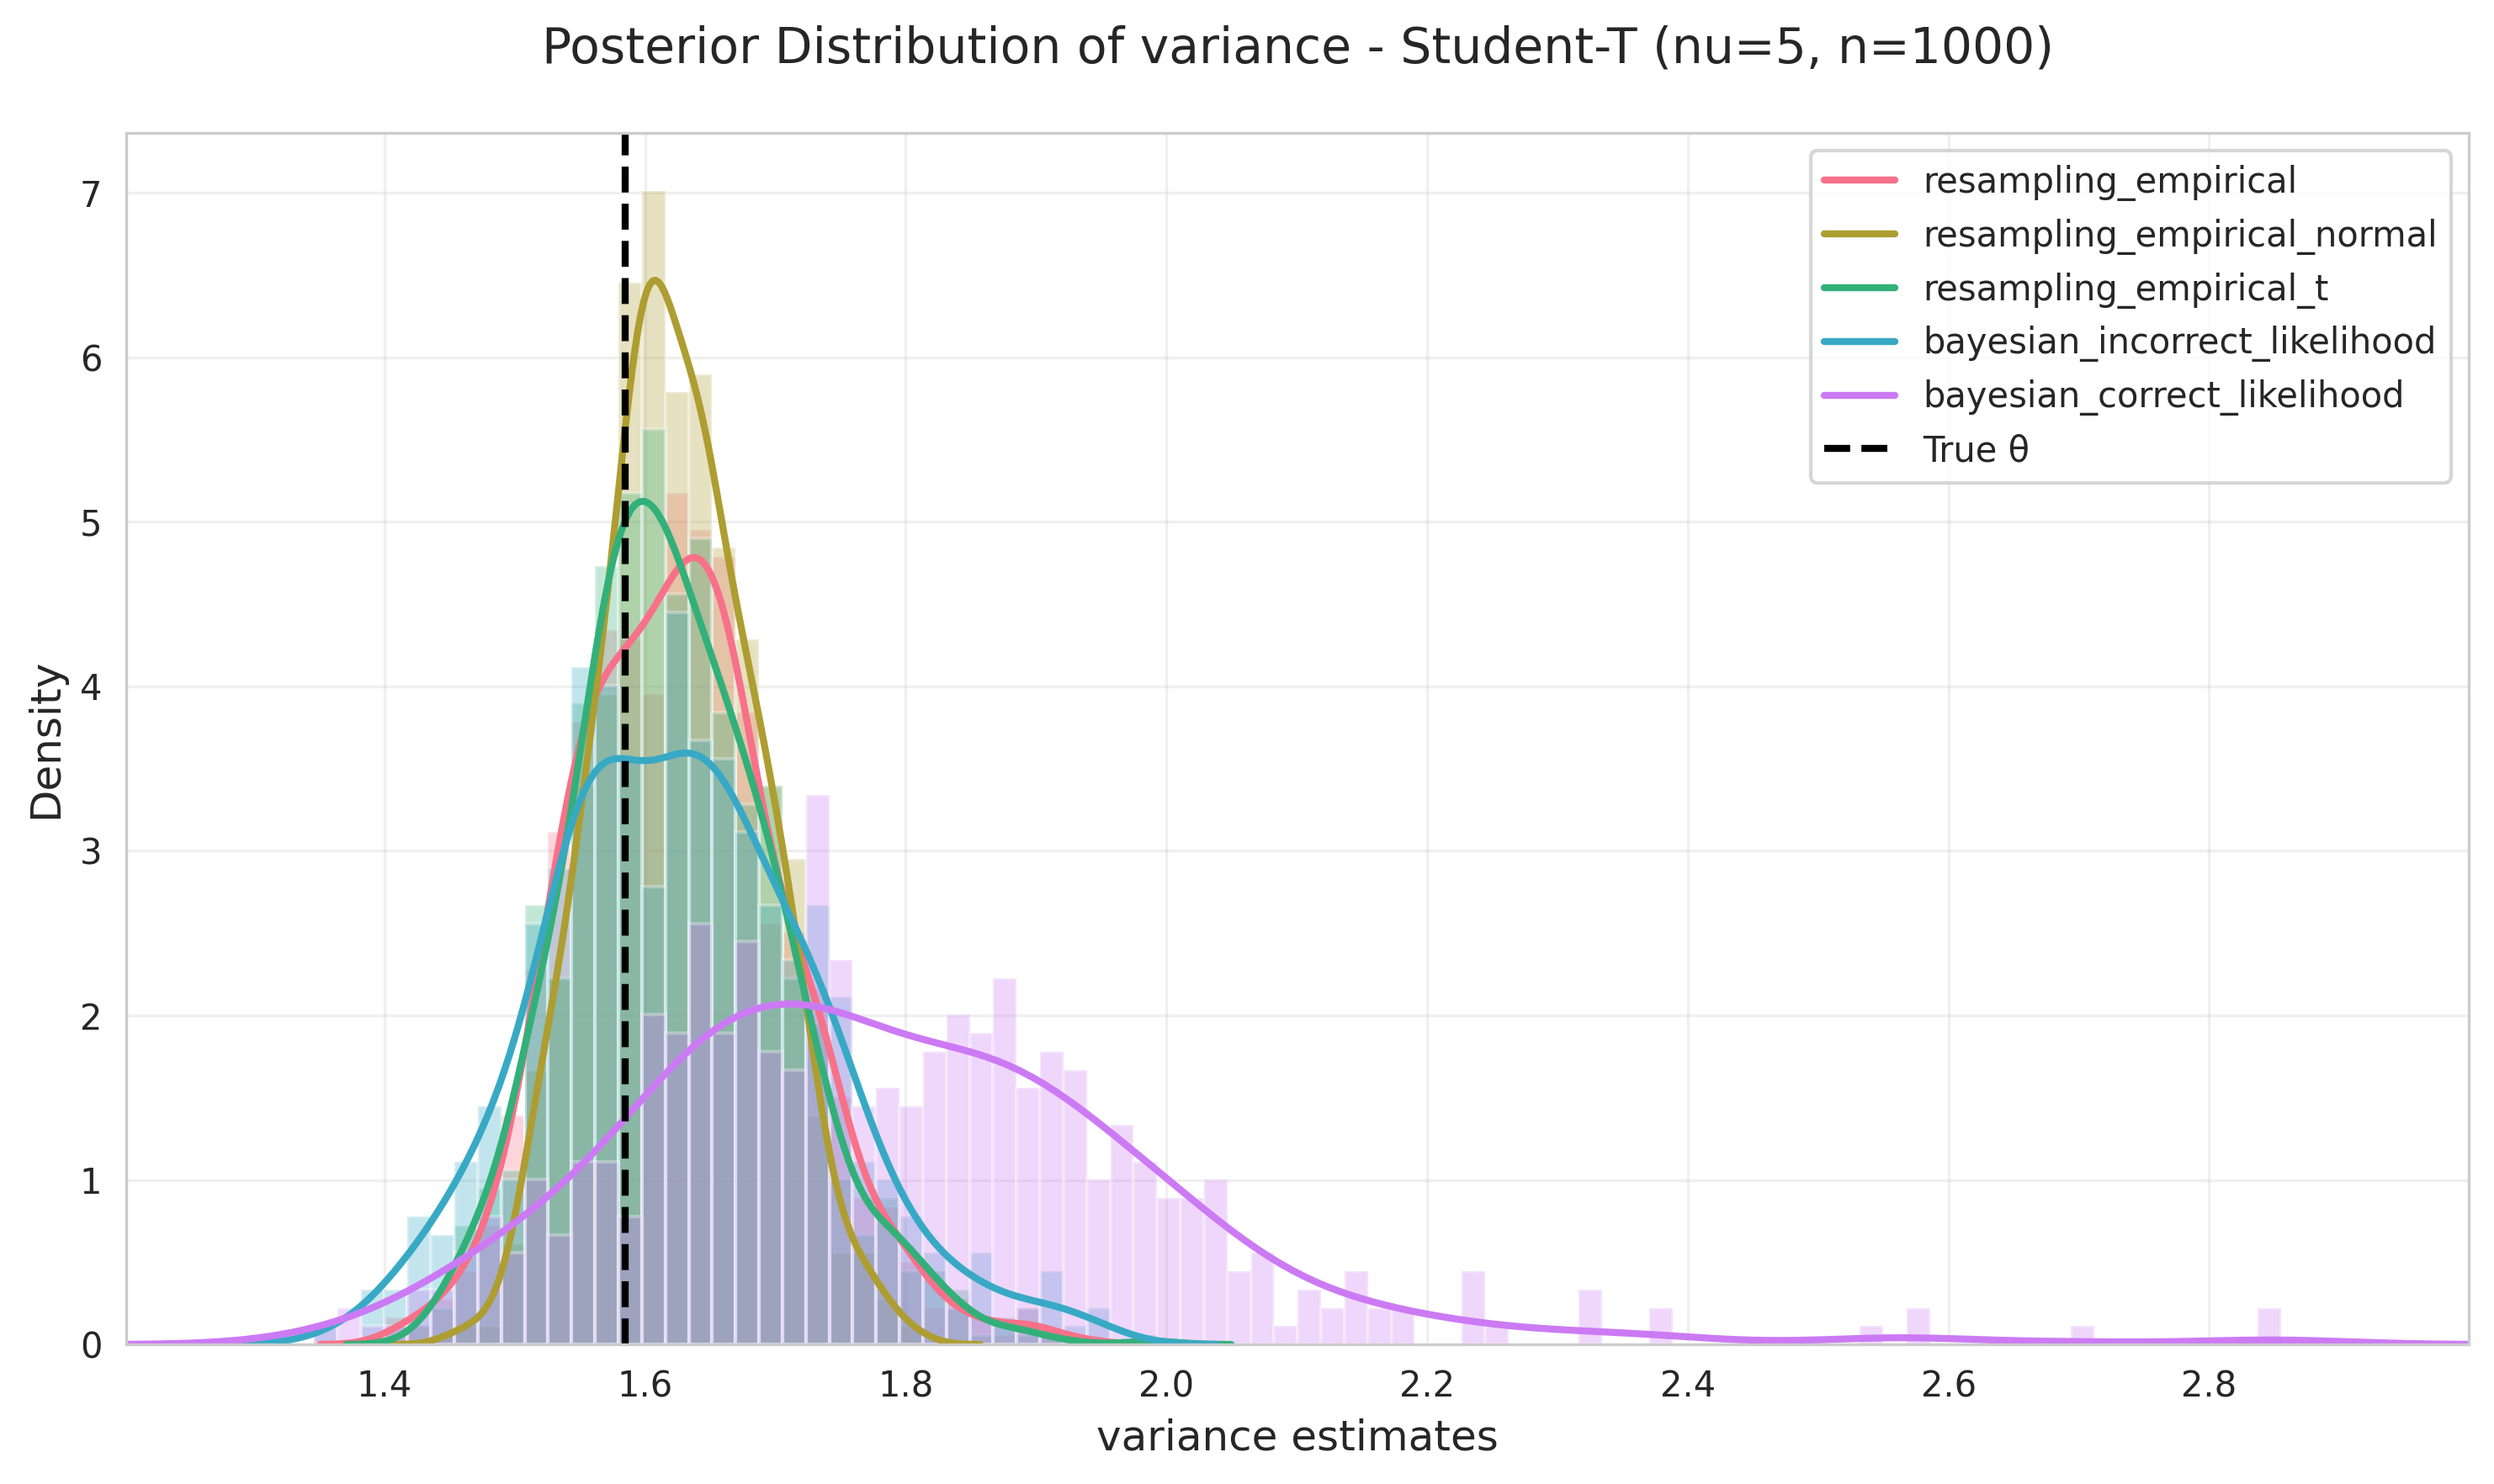 Posterior Distribution of variance - Student-T (nu=5, n=1000)
resampling_empirical
resampling_empirical_normal
resampling_empirical_t
bayesian_incorrect_likelihood
bayesian_correct_likelihood
True θ
Density
7
6
5
4
3
2
1
0
1.4 1.6 1.8 2.0 2.2 2.4 2.6 2.8
variance estimates